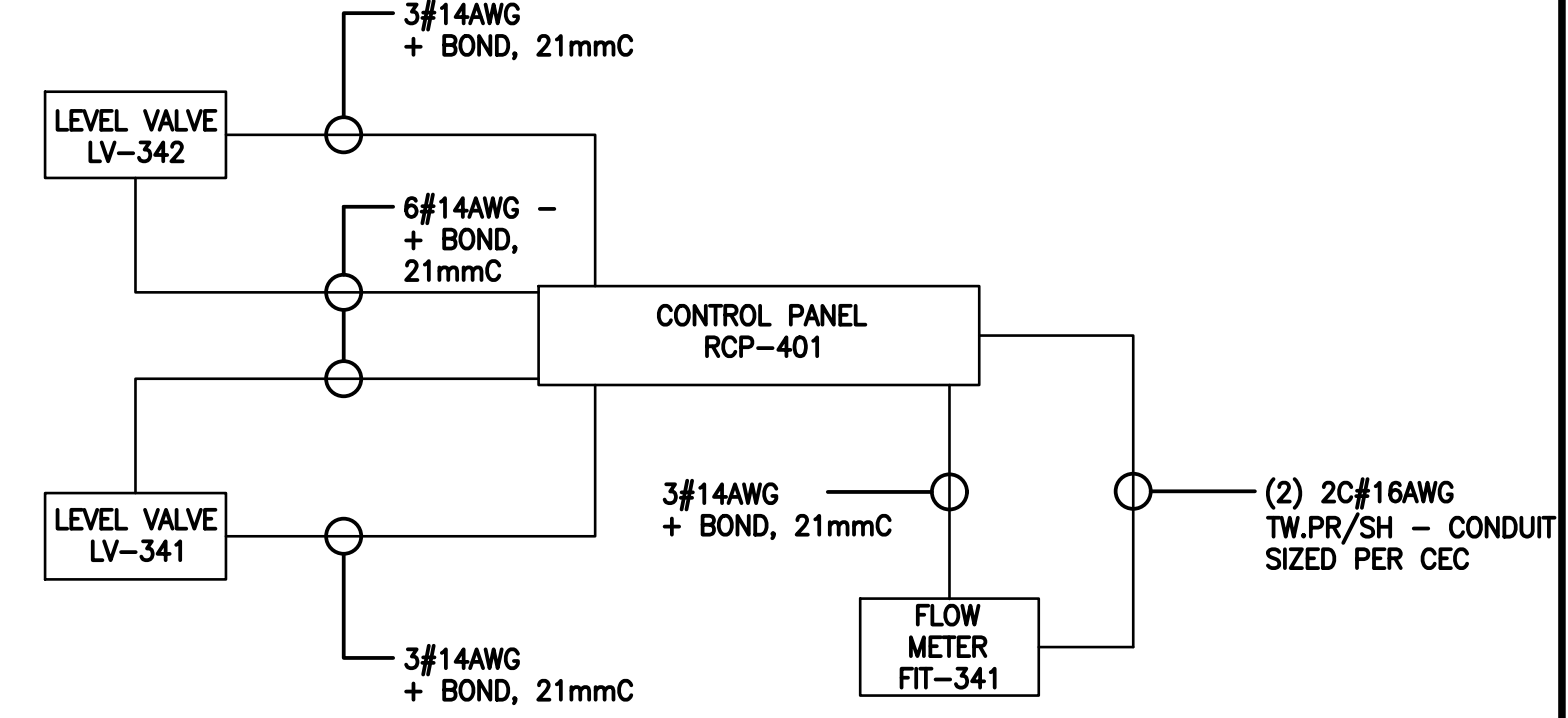 3#14AWG
+ BOND, 21mmC
LEVEL VALVE
LV-342
6#14AWG -
+ BOND,
21mmC
CONTROL PANEL
RCP-401
LEVEL VALVE
LV-341
3#14AWG
+ BOND, 21mmC
(2) 2C#16AWG
TW.PR/SH - CONDUIT
SIZED PER CEC
FLOW
METER
FIT-341
3#14AWG
+ BOND, 21mmC